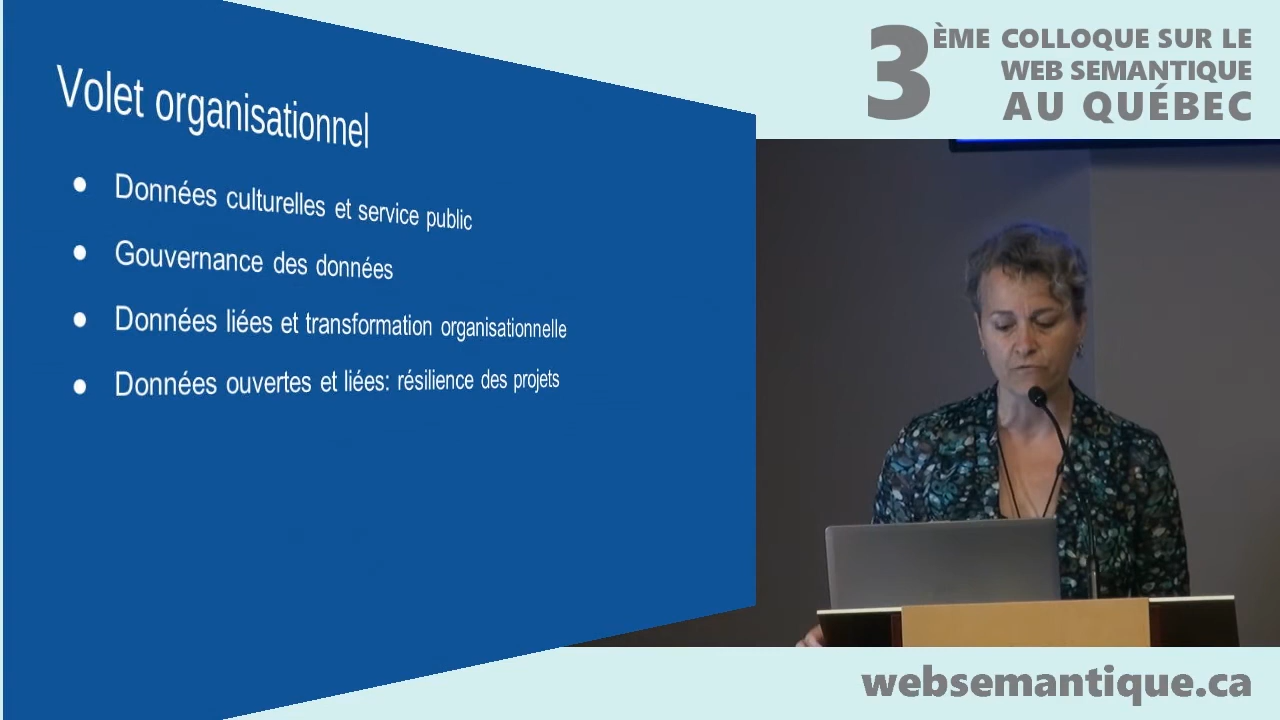 Volet organisationnel
Données culturelles et service public
Gouvernance des données
Données liées et transformation organisationnelle
Données ouvertes et liées: résilience des projets
3ÈME COLLOQUE SUR LE
WEB SEMANTIQUE
AU QUÉBEC
websemantique.ca